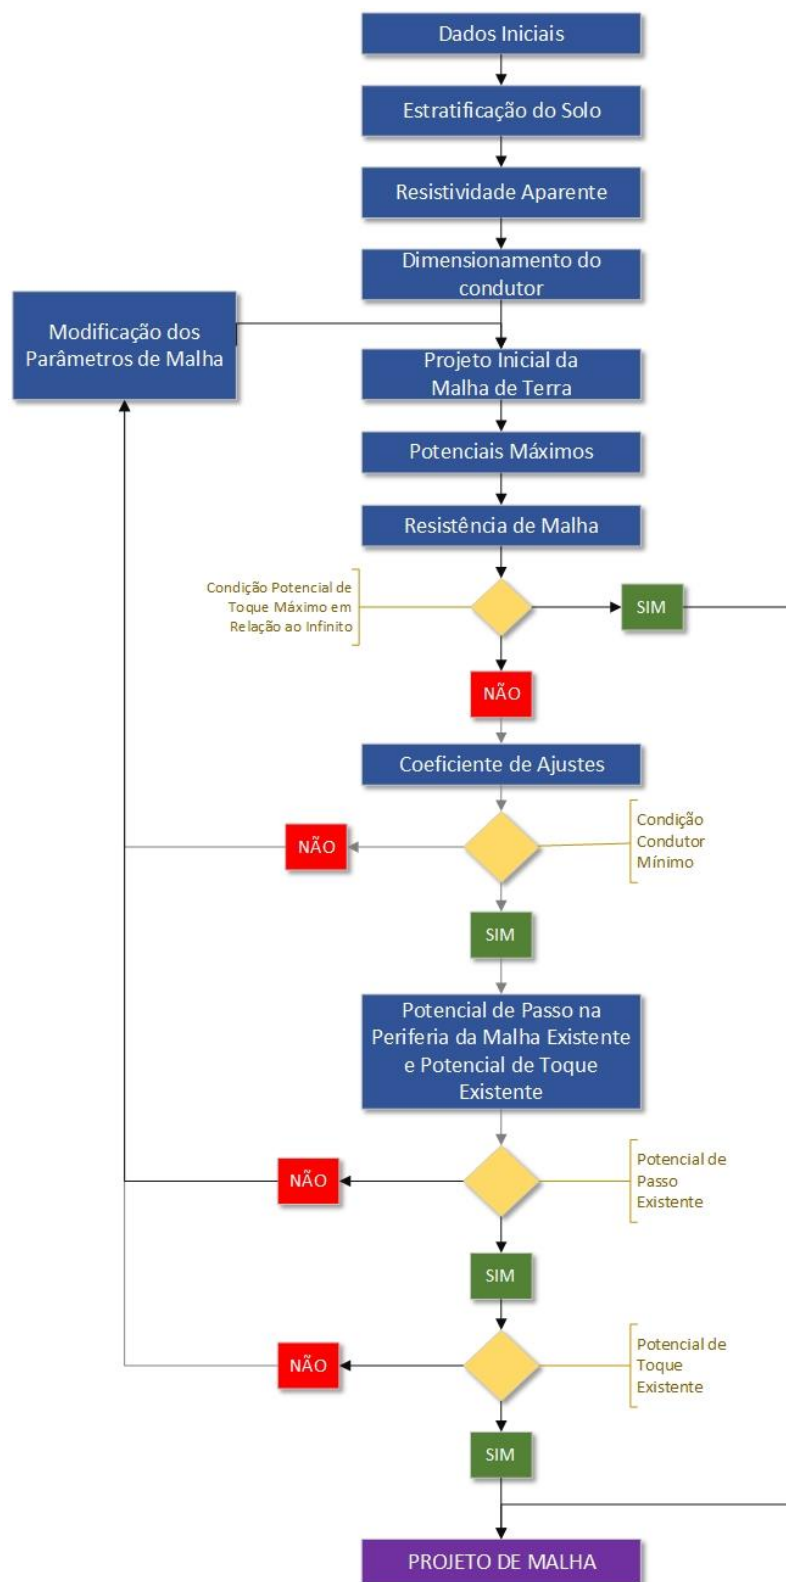 Dados Iniciais
Estratificação do Solo
Resistividade Aparente
Dimensionamento do
condutor
Modificação dos
Parâmetros de Malha
Projeto Inicial da
Malha de Terra
Potenciais Máximos
Resistência de Malha
Condição Potencial de
Toque Máximo em
Relação ao Infinito
SIM
NÃO
Coeficiente de Ajustes
NÃO
Condição
Condutor
Mínimo
SIM
Potencial de Passo na
Periferia da Malha Existente
e Potencial de Toque
Existente
NÃO
Potencial de
Passo
Existente
SIM
NÃO
Potencial de
Toque
Existente
SIM
PROJETO DE MALHA